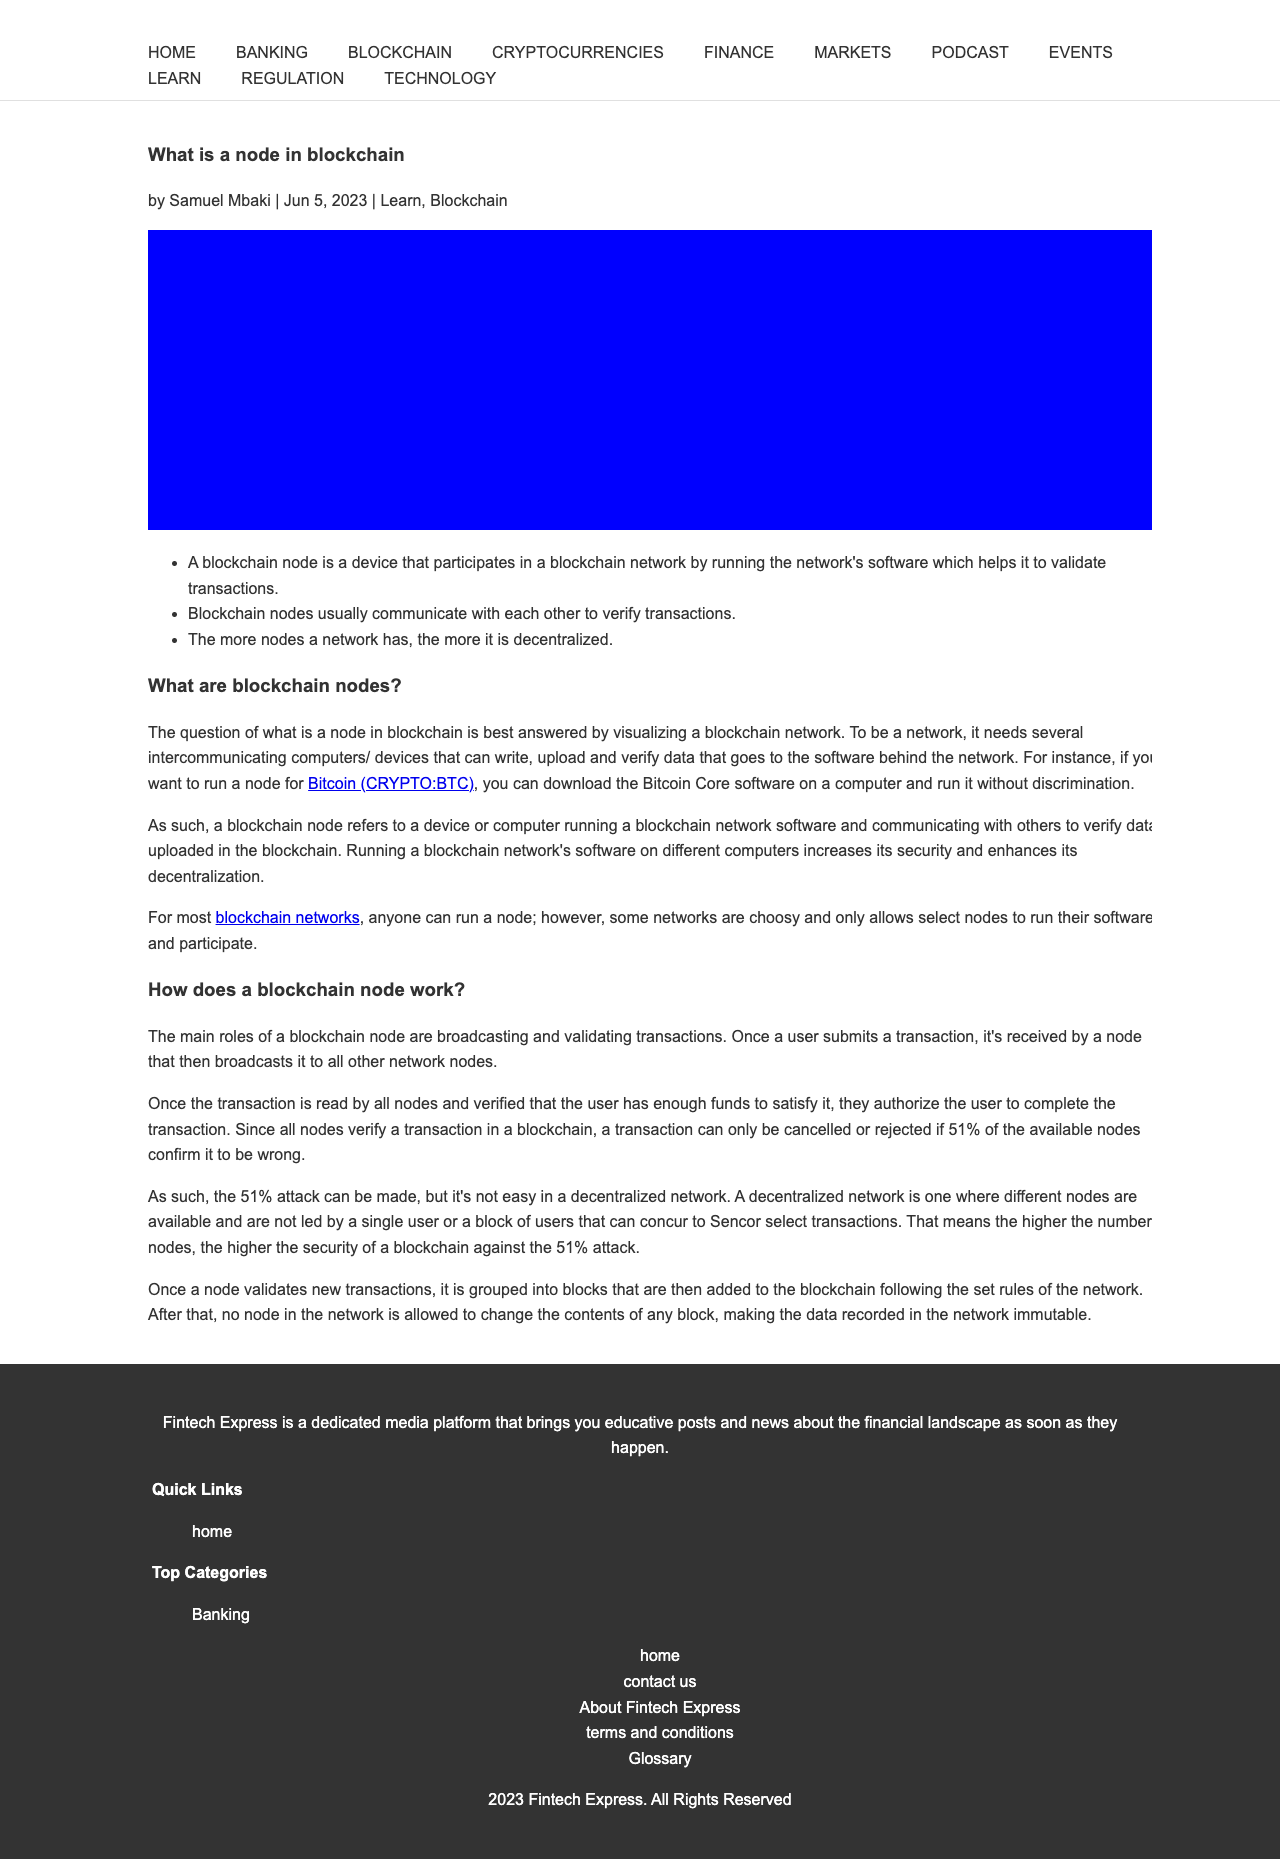 HOME BANKING BLOCKCHAIN CRYPTOCURRENCIES FINANCE MARKETS PODCAST EVENTS
LEARN REGULATION TECHNOLOGY
What is a node in blockchain
by Samuel Mbaki | Jun 5, 2023 | Learn, Blockchain
• A blockchain node is a device that participates in a blockchain network by running the network's software which helps it to validate
transactions.
• Blockchain nodes usually communicate with each other to verify transactions.
• The more nodes a network has, the more it is decentralized.
What are blockchain nodes?
The question of what is a node in blockchain is best answered by visualizing a blockchain network. To be a network, it needs several
intercommunicating computers/ devices that can write, upload and verify data that goes to the software behind the network. For instance, if you
want to run a node for Bitcoin (CRYPTO:BTC), you can download the Bitcoin Core software on a computer and run it without discrimination.
As such, a blockchain node refers to a device or computer running a blockchain network software and communicating with others to verify data
uploaded in the blockchain. Running a blockchain network's software on different computers increases its security and enhances its
decentralization.
For most blockchain networks, anyone can run a node; however, some networks are choosy and only allows select nodes to run their software
and participate.
How does a blockchain node work?
The main roles of a blockchain node are broadcasting and validating transactions. Once a user submits a transaction, it's received by a node
that then broadcasts it to all other network nodes.
Once the transaction is read by all nodes and verified that the user has enough funds to satisfy it, they authorize the user to complete the
transaction. Since all nodes verify a transaction in a blockchain, a transaction can only be cancelled or rejected if 51% of the available nodes
confirm it to be wrong.
As such, the 51% attack can be made, but it's not easy in a decentralized network. A decentralized network is one where different nodes are
available and are not led by a single user or a block of users that can concur to Sencor select transactions. That means the higher the number
nodes, the higher the security of a blockchain against the 51% attack.
Once a node validates new transactions, it is grouped into blocks that are then added to the blockchain following the set rules of the network.
After that, no node in the network is allowed to change the contents of any block, making the data recorded in the network immutable.
Fintech Express is a dedicated media platform that brings you educative posts and news about the financial landscape as soon as they
happen.
Quick Links
home
Top Categories
Banking
home
contact us
About Fintech Express
terms and conditions
Glossary
2023 Fintech Express. All Rights Reserved